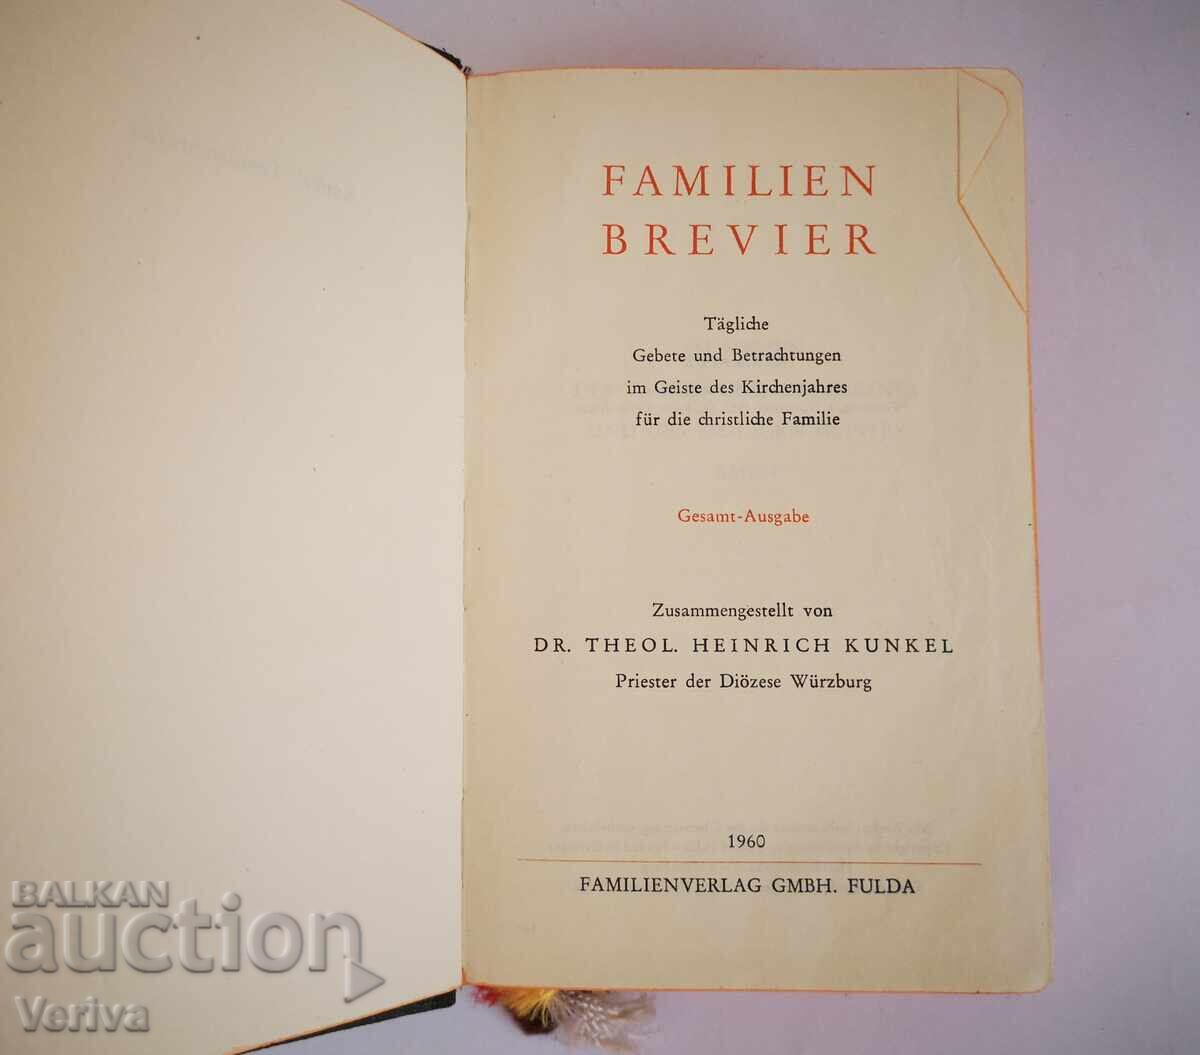 FAMILIEN
BREVIER
Tägliche
Gebete und Betrachtungen
im Geiste des Kirchenjahres
für die christliche Familie
Gesamt-Ausgabe
Zusammengestellt von
DR. THEOL. HEINRICH KUNKEL
Priester der Diözese Würzburg
1960
FAMILIENVERLAG GMBH. FULDA
BALKAN
auction
Veriva